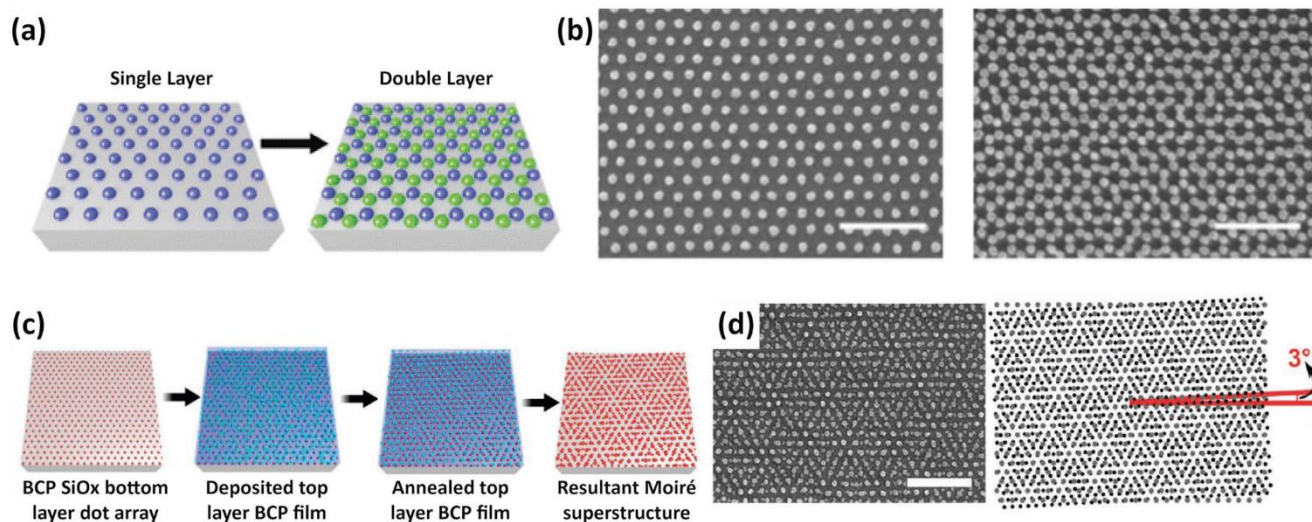 (a)
Single Layer
Double Layer
(b)
(c)
BCP SiOx bottom
layer dot array
Deposited top
layer BCP film
Annealed top
layer BCP film
Resultant Moiré
superstructure
(d)
3°